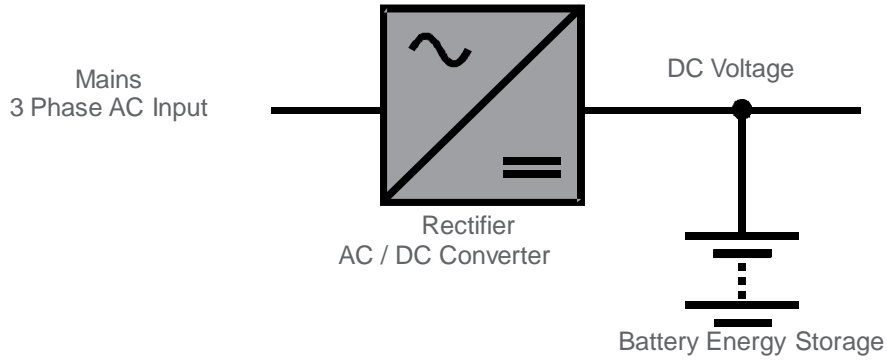 Mains
3 Phase AC Input
DC Voltage
Rectifier
AC / DC Converter
Battery Energy Storage